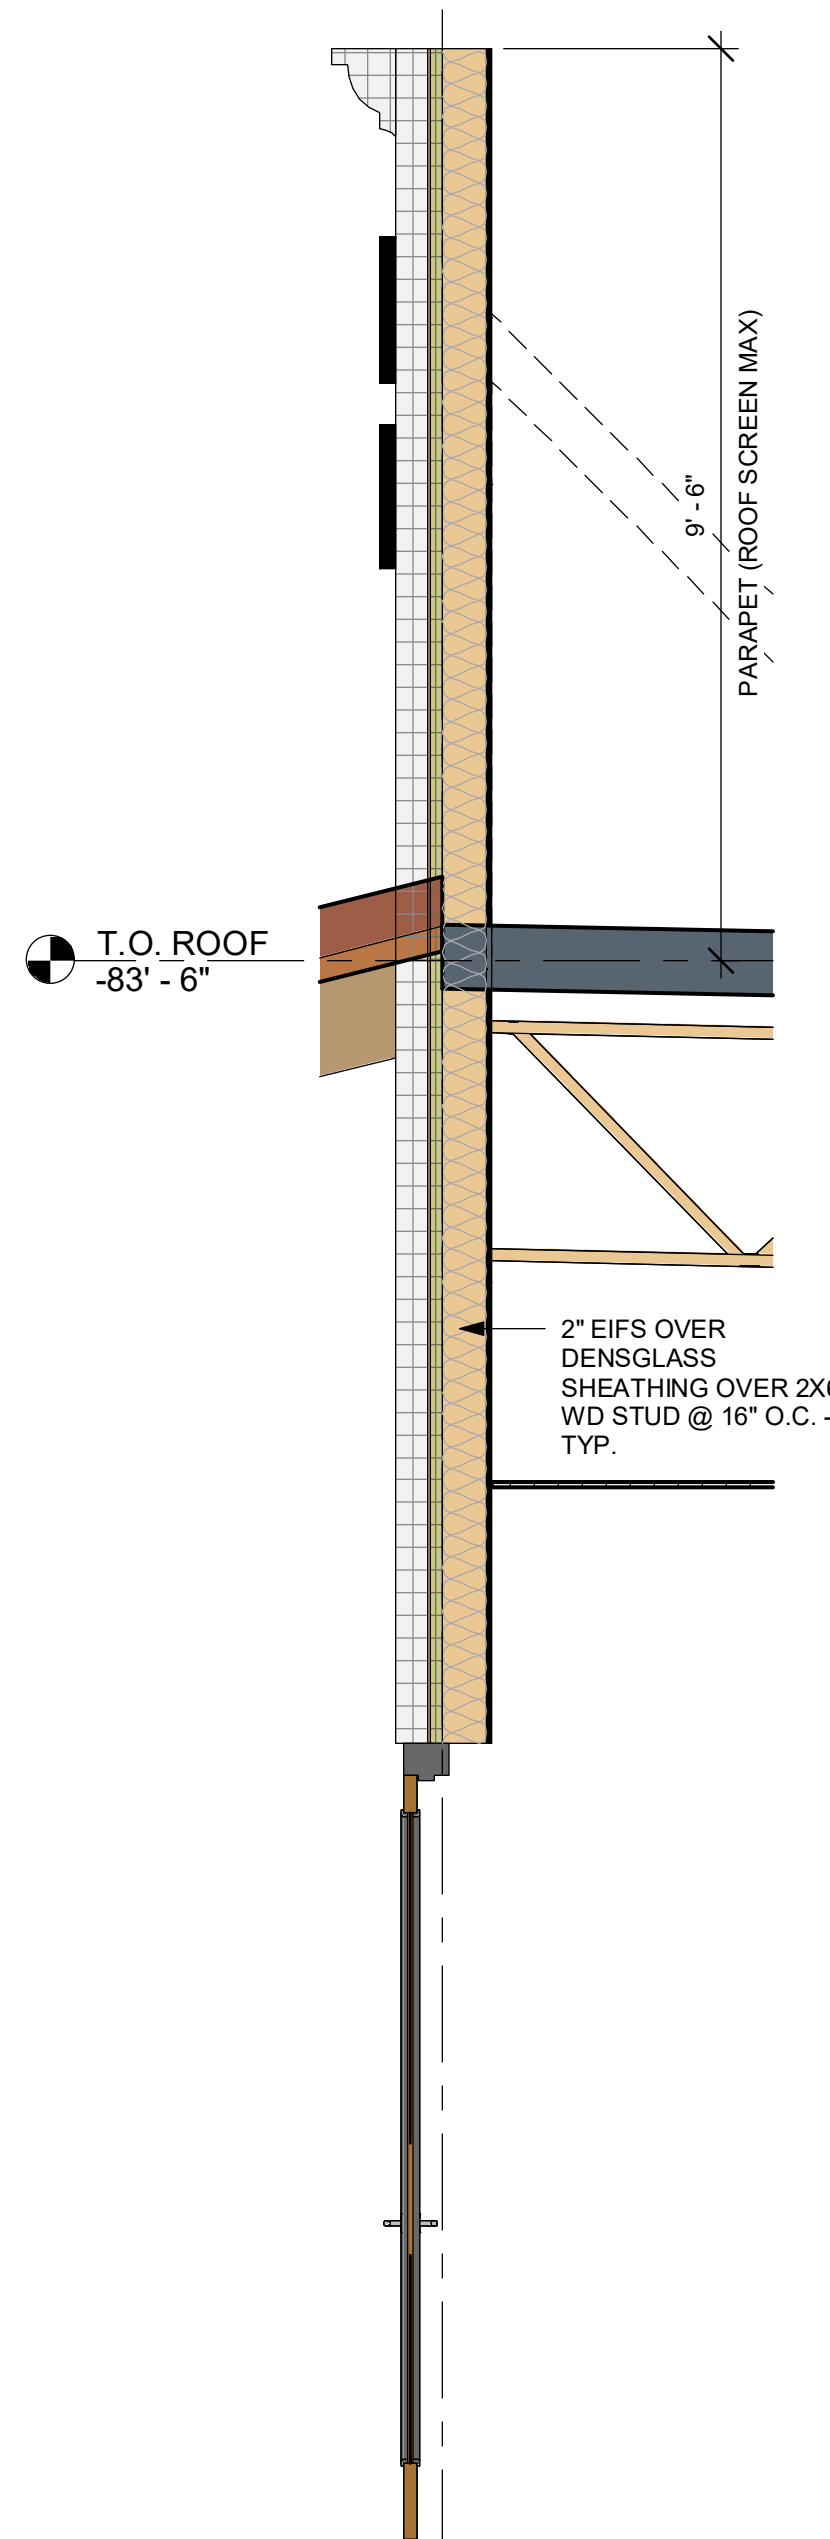 9' - 6"
PARAPET (ROOF SCREEN MAX)
T.O. ROOF
-83' - 6"
2" EIFS OVER
DENSGLASS
SHEATHING OVER 2X6
WD STUD @ 16" O.C. -
TYP.